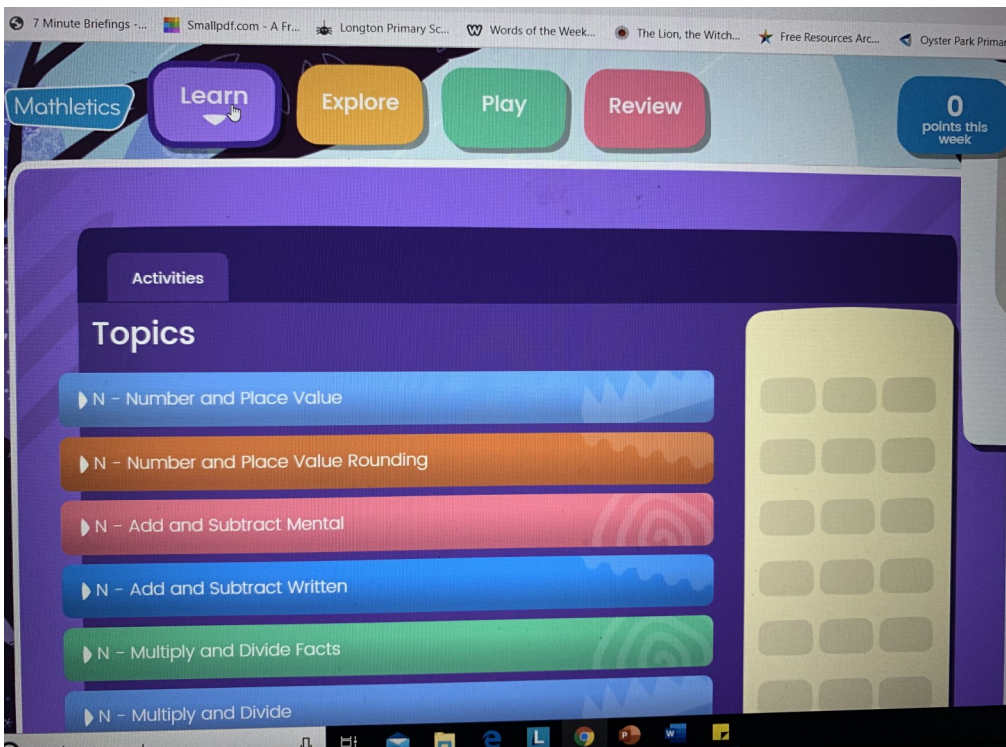 7 Minute Briefings -... Smallpdf.com - A Fr... Longton Primary Sc... Words of the Week... The Lion, the Witch... Free Resources Arc... Oyster Park Primar
Mathletics Learn Explore Play Review
0
points this
week
Activities
Topics
N - Number and Place Value
N - Number and Place Value Rounding
N - Add and Subtract Mental
N - Add and Subtract Written
N - Multiply and Divide Facts
N - Multiply and Divide